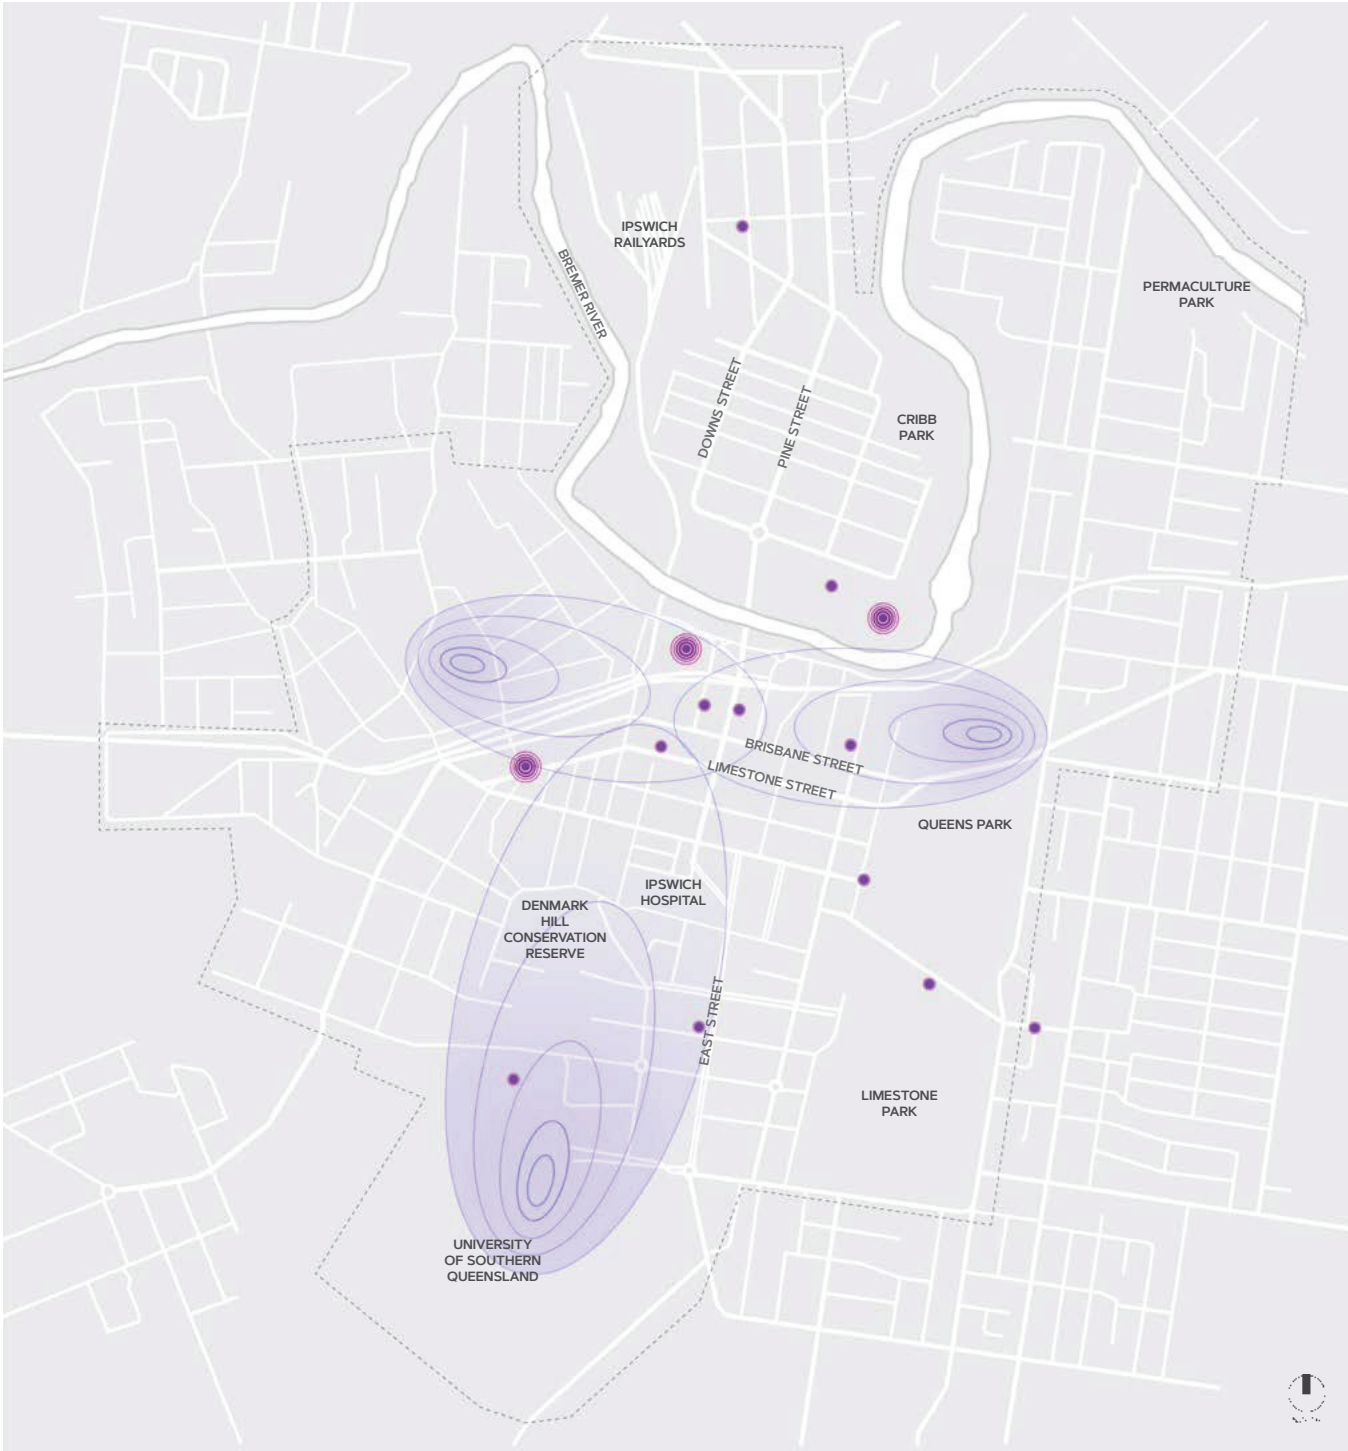 IPSWICH
RAILYARDS
BREMER RIVER
PERMACULTURE
PARK
DOWNS STREET
PINE STREET
CRIBB
PARK
BRISBANE STREET
LIMESTONE STREET
QUEENS PARK
IPSWICH
HOSPITAL
DENMARK
HILL
CONSERVATION
RESERVE
EAST STREET
LIMESTONE
PARK
UNIVERSITY
OF SOUTHERN
QUEENSLAND